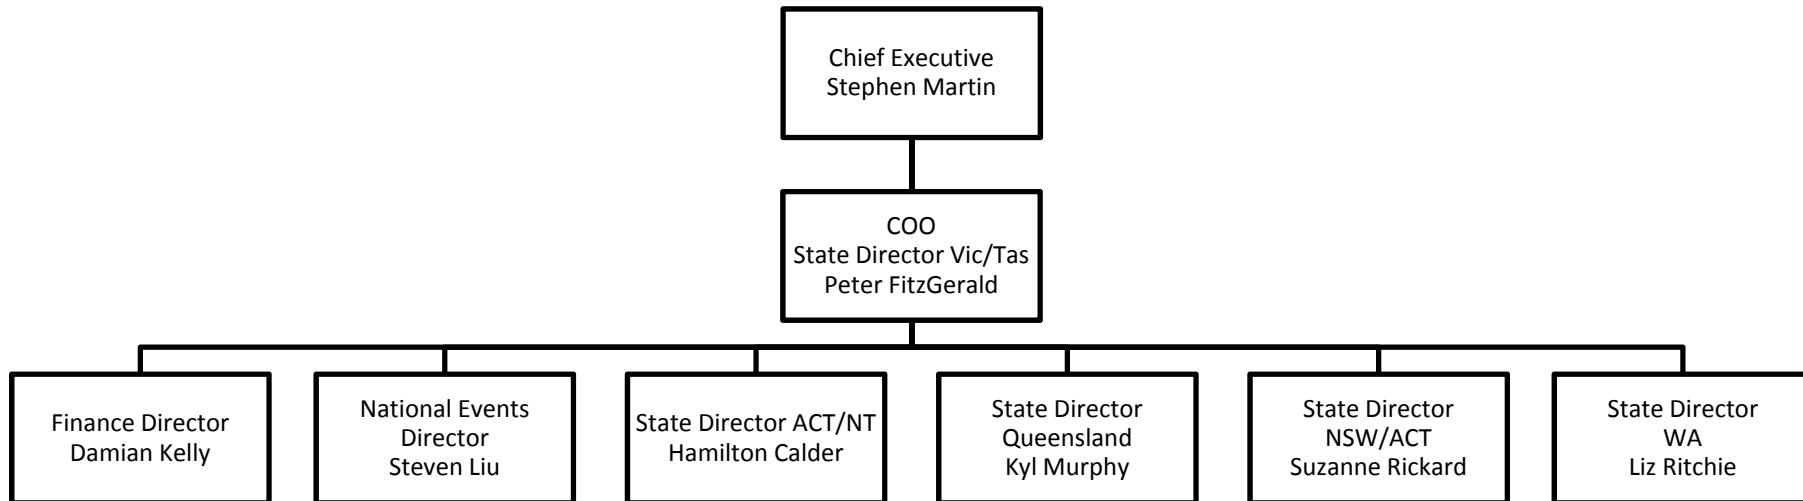 Chief Executive
Stephen Martin
COO
State Director Vic/Tas
Peter FitzGerald
Finance Director
Damian Kelly
National Events
Director
Steven Liu
State Director ACT/NT
Hamilton Calder
State Director
Queensland
Kyl Murphy
State Director
NSW/ACT
Suzanne Rickard
State Director
WA
Liz Ritchie